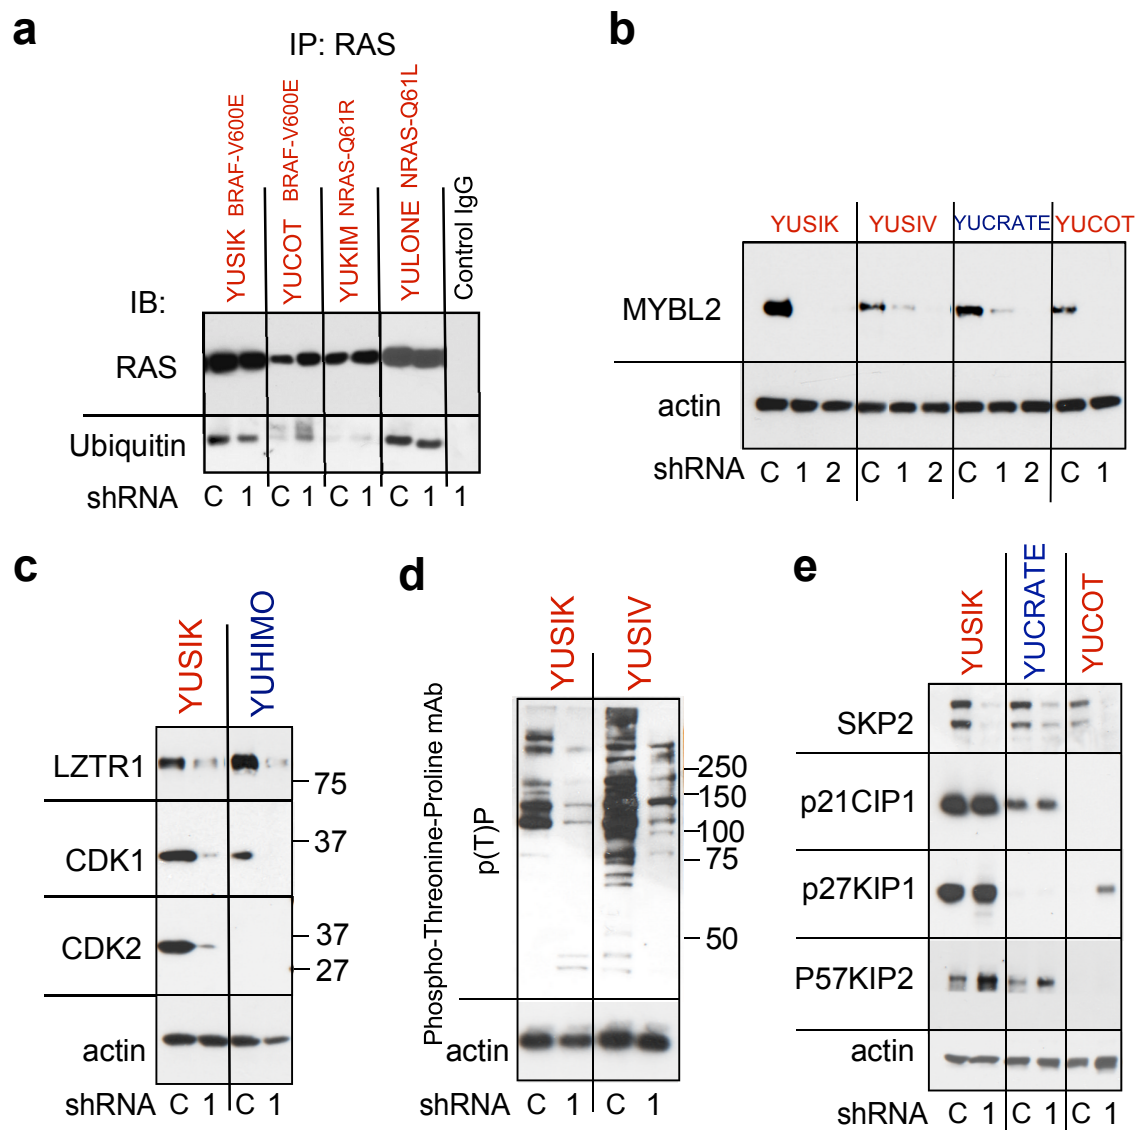 a
IP: RAS
YUSIK BRAF-V600E
YUCOT BRAF-V600E
YUKIM NRAS-Q61R
YULONE NRAS-Q61L
Control IgG
IB:
RAS
Ubiquitin
shRNA C 1 C 1 C 1 C 1 1
b
YUSIK YUSIV YUCRATE YUCOT
MYBL2
actin
shRNA C 1 2 C 1 2 C 1 2 C 1
c
YUSIK
YUHIMO
LZTR1
75
CDK1
37
CDK2
37
27
actin
shRNA C 1 C 1
d
Phospho-Threonine-Proline mAb
p(T)P
YUSIK
YUSIV
250
150
100
75
50
actin
shRNA C 1 C 1
e
YUSIK
YUCRATE
YUCOT
SKP2
p21CIP1
p27KIP1
P57KIP2
actin
shRNA C 1 C 1 C 1